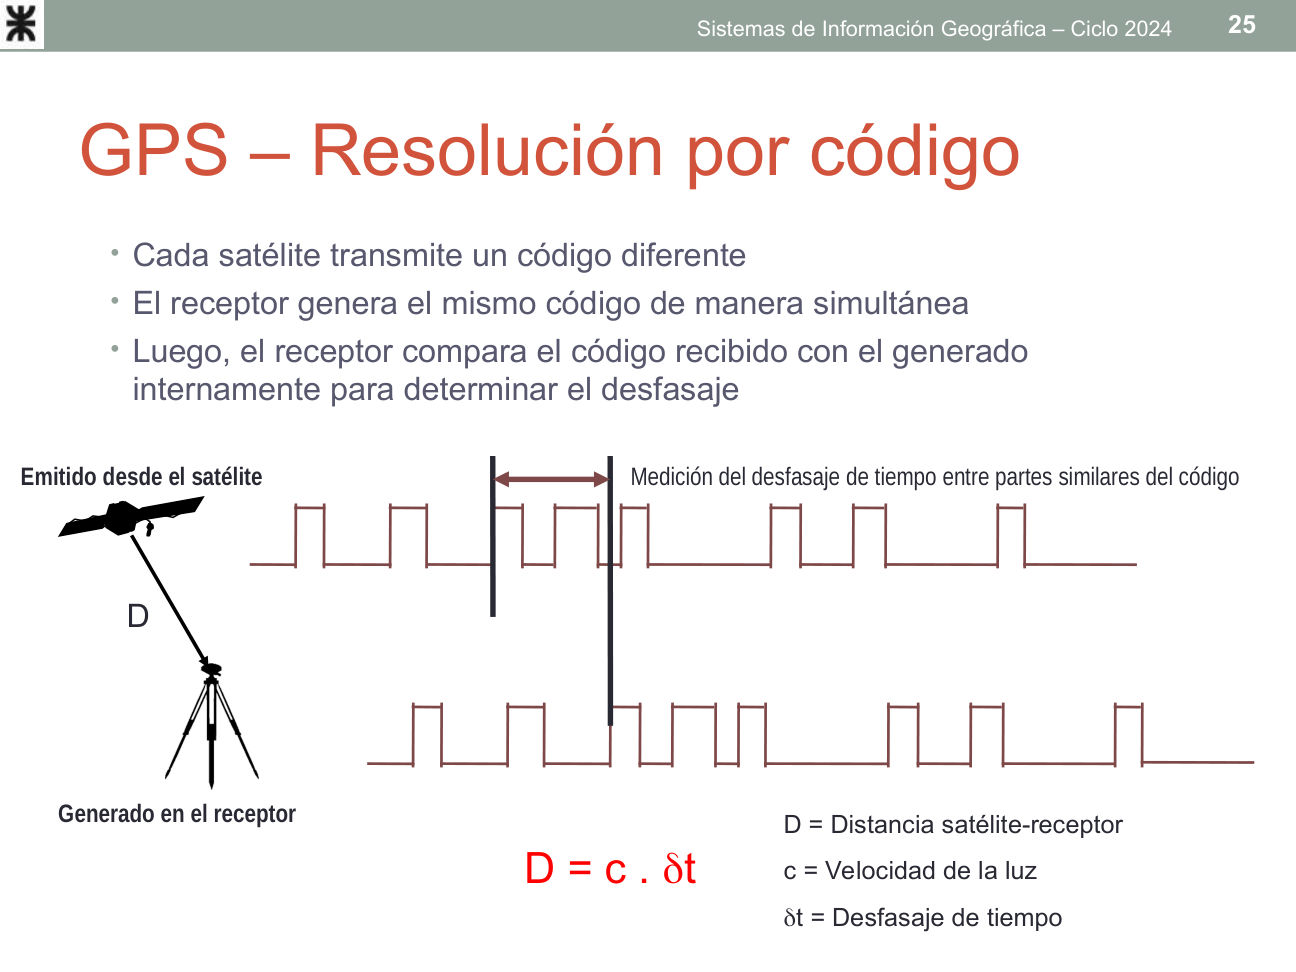 Sistemas de Información Geográfica – Ciclo 2024
25
GPS – Resolución por código
• Cada satélite transmite un código diferente
• El receptor genera el mismo código de manera simultánea
• Luego, el receptor compara el código recibido con el generado
internamente para determinar el desfasaje
Emitido desde el satélite
Medición del desfasaje de tiempo entre partes similares del código
D
Generado en el receptor
D = c . δt
D = Distancia satélite-receptor
c = Velocidad de la luz
δt = Desfasaje de tiempo